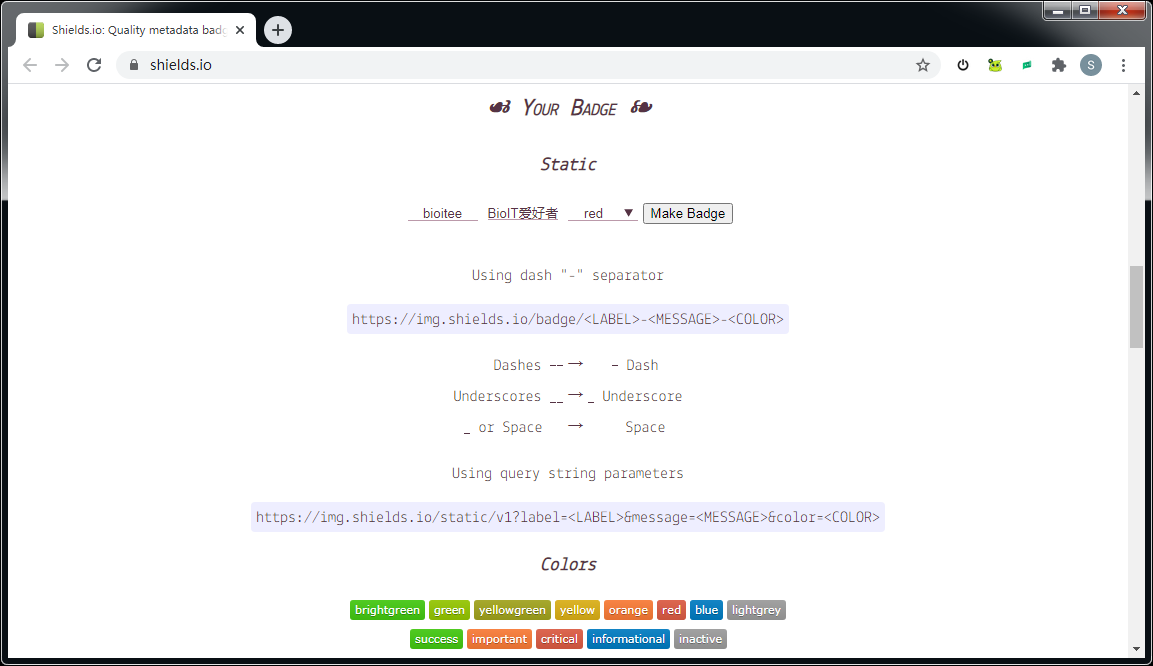 Shields.io: Quality metadata badg
shields.io
S
Your Badge
Static
bioitee BioIT爱好者 red Make Badge
Using dash "-" separator
https://img.shields.io/badge/<LABEL>-<MESSAGE>-<COLOR>
Dashes -- → - Dash
Underscores __ → _ Underscore
_ or Space → Space
Using query string parameters
https://img.shields.io/static/v1?label=<LABEL>&message=<MESSAGE>&color=<COLOR>
Colors
brightgreen green yellowgreen yellow orange red blue lightgrey
success important critical informational inactive